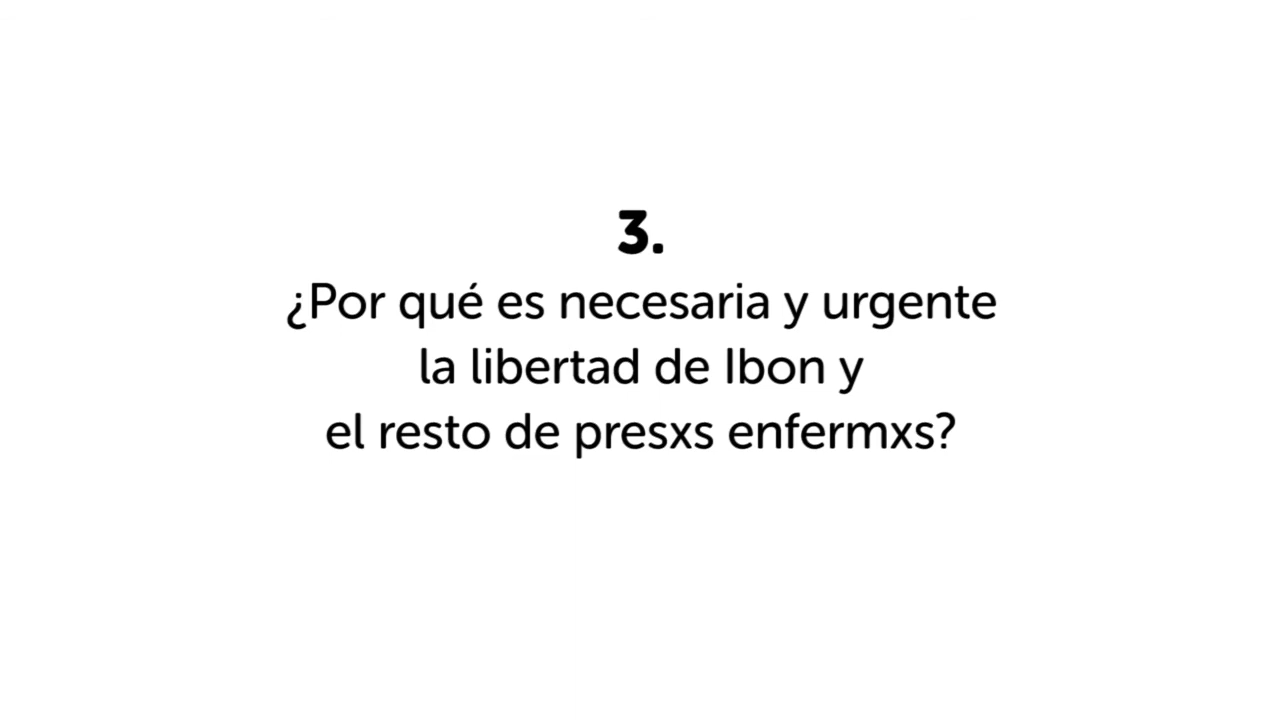 3.
¿Por qué es necesaria y urgente
la libertad de Ibon y
el resto de presxs enfermxs?